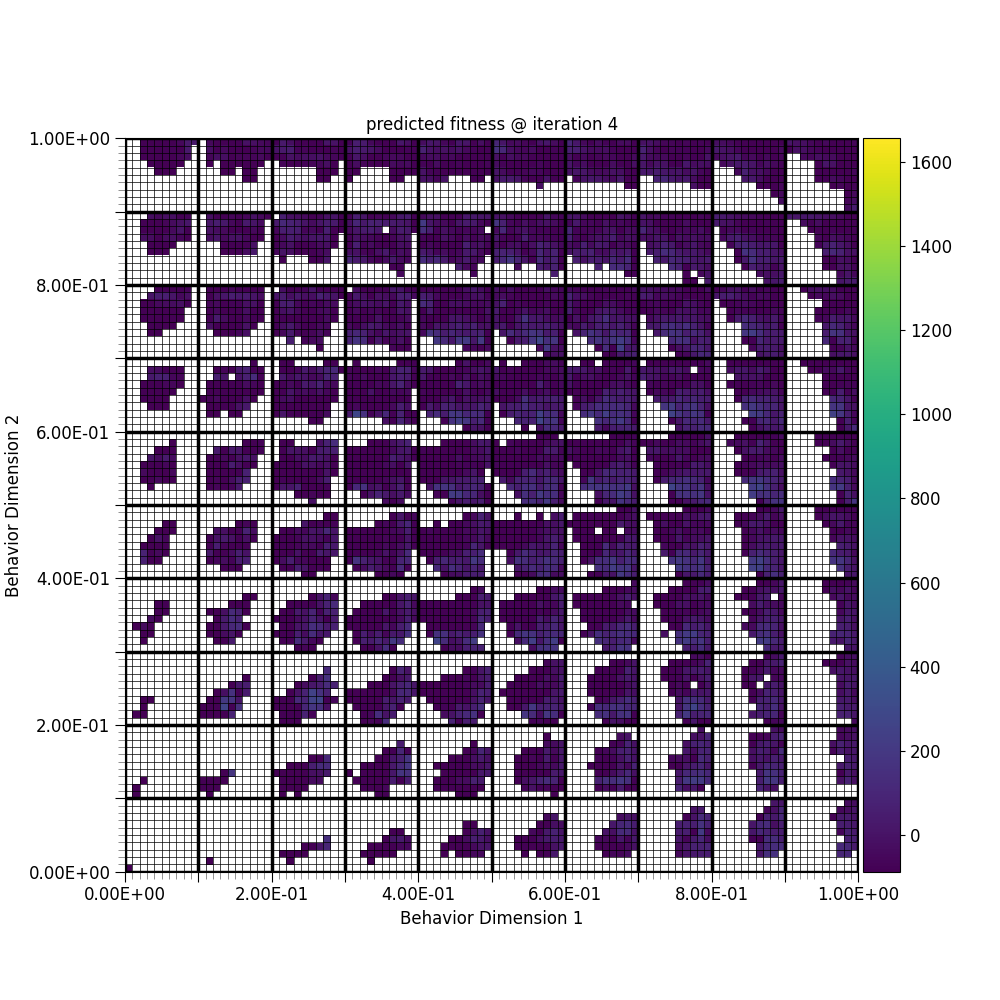 predicted fitness @ iteration 4
1.00E+00
8.00E-01
6.00E-01
4.00E-01
2.00E-01
0.00E+00
Behavior Dimension 2
0.00E+00 2.00E-01 4.00E-01 6.00E-01 8.00E-01 1.00E+00
Behavior Dimension 1
1600
1400
1200
1000
800
600
400
200
0